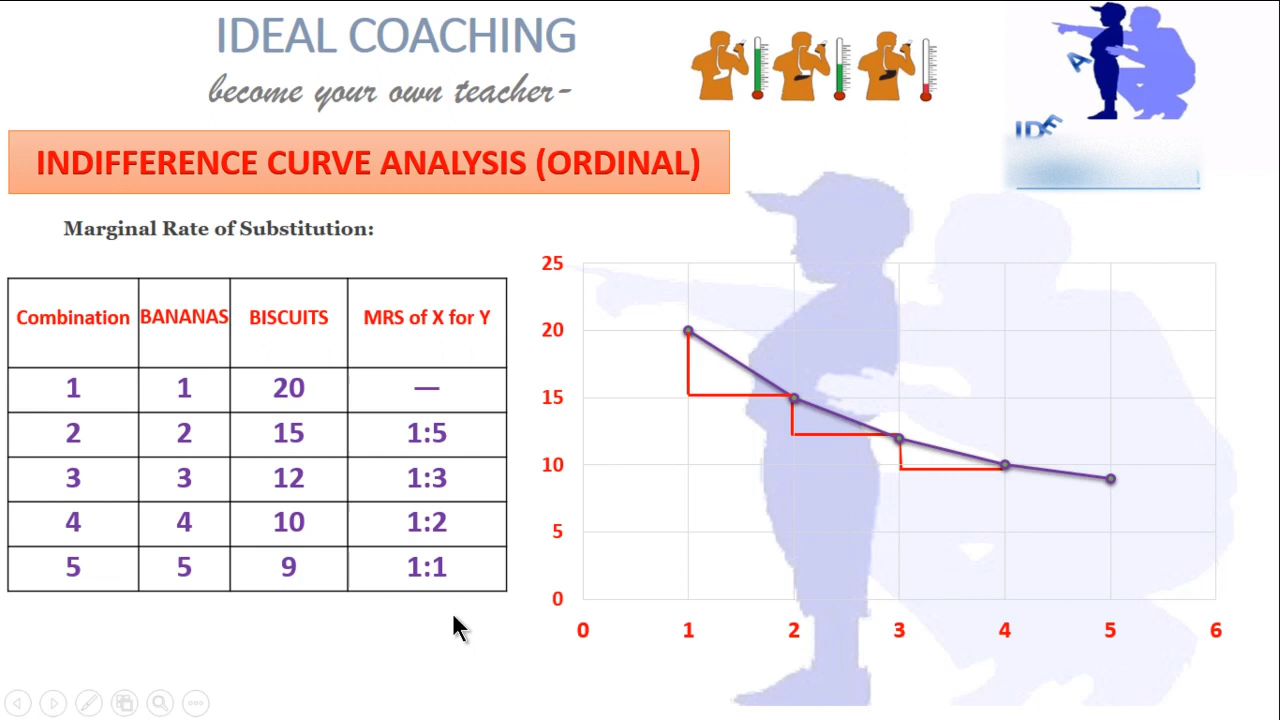 IDEAL COACHING
become your own teacher-
A
IDE
INDIFFERENCE CURVE ANALYSIS (ORDINAL)
Marginal Rate of Substitution:
Combination BANANAS BISCUITS MRS of X for Y
1 1 20 —
2 2 15 1:5
3 3 12 1:3
4 4 10 1:2
5 5 9 1:1
25
20
15
10
5
0
0 1 2 3 4 5 6